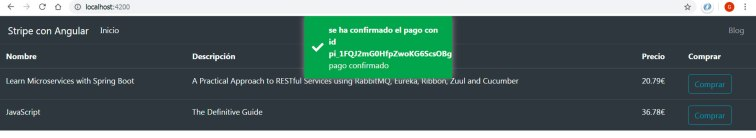 localhost:4200
Stripe con Angular Inicio
Blog
se ha confirmado el pago con
id
pi_1FQJ2mG0HfpZwoKG6ScsOBg
pago confirmado
Nombre Descripción Precio Comprar
Learn Microservices with Spring Boot A Practical Approach to RESTful Services using RabbitMQ, Eureka, Ribbon, Zuul and Cucumber 20.79€ Comprar
JavaScript The Definitive Guide 36.78€ Comprar